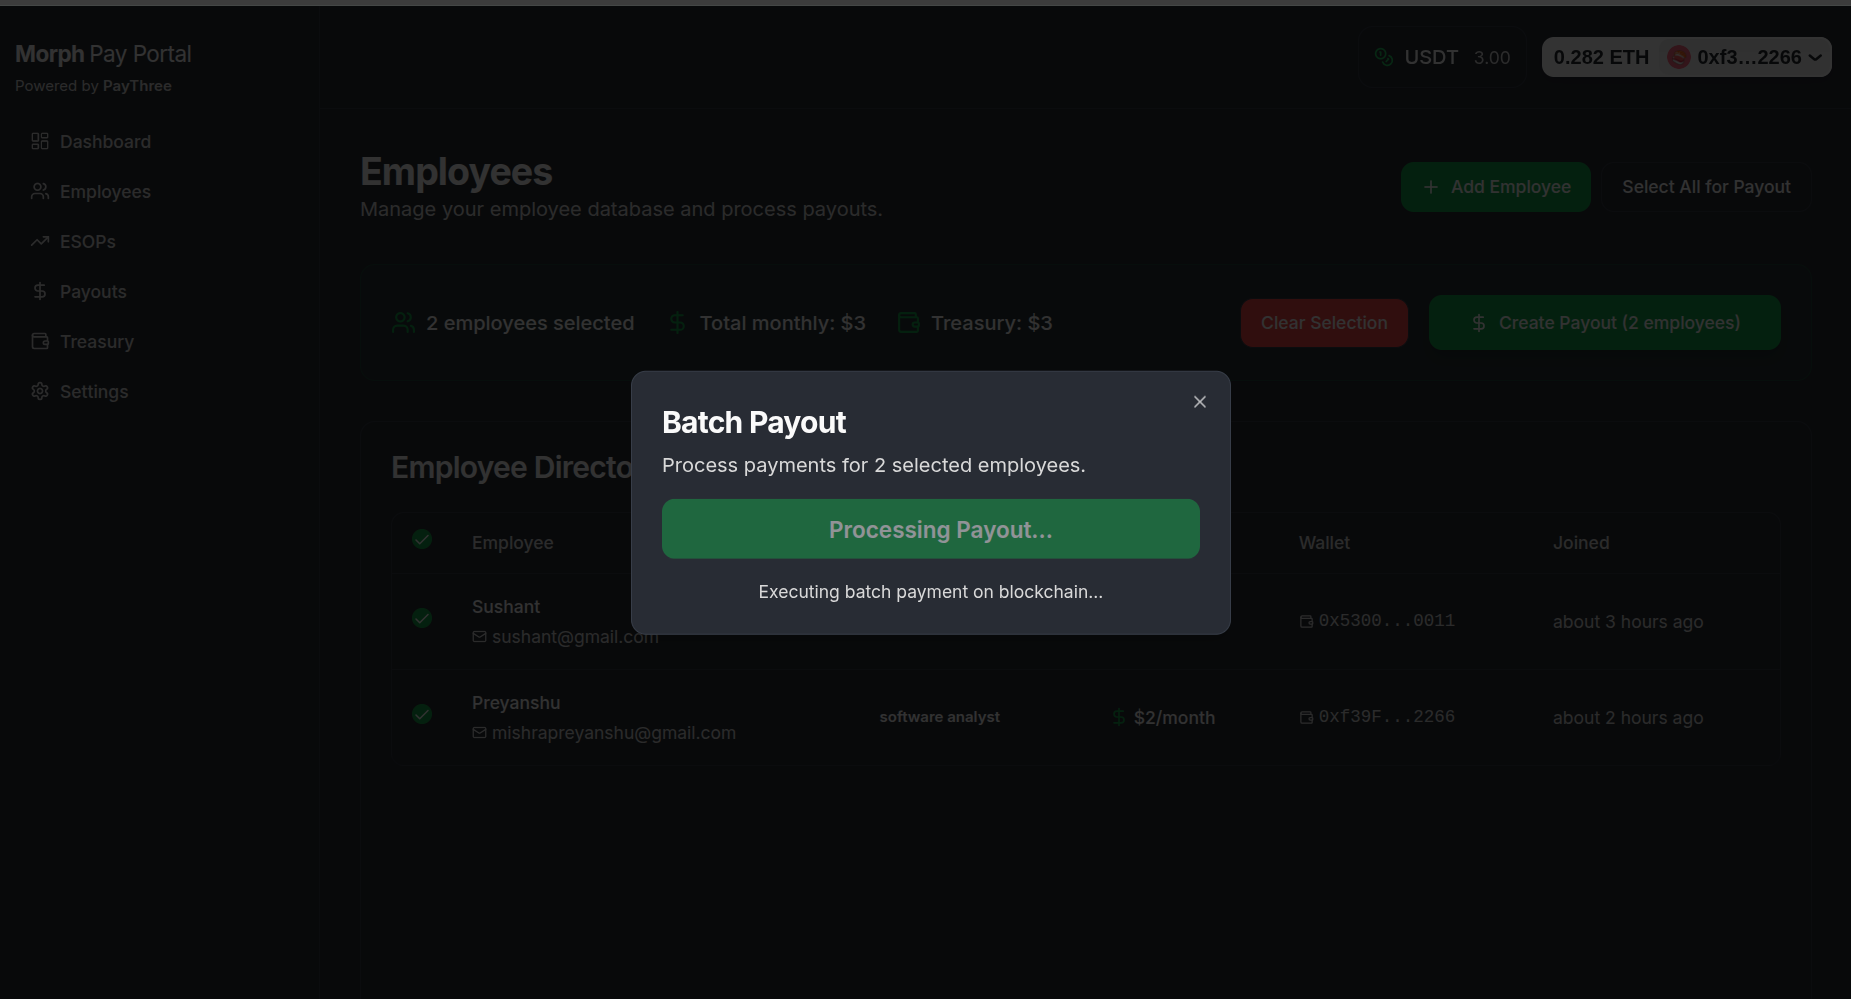 Morph Pay Portal
Powered by PayThree
USDT 3.00
0.282 ETH 0xf3...2266
Dashboard
Employees
ESOPs
Payouts
Treasury
Settings
Employees
Manage your employee database and process payouts.
Add Employee
Select All for Payout
2 employees selected
Total monthly: $3
Treasury: $3
Clear Selection
Create Payout (2 employees)
Batch Payout
Process payments for 2 selected employees.
Processing Payout...
Executing batch payment on blockchain...
Employee Directo
Employee Wallet Joined
Sushant
sushant@gmail.com
0x5300...0011
about 3 hours ago
Preyanshu
mishrapreyanshu@gmail.com
software analyst
$2/month
0xf39F...2266
about 2 hours ago